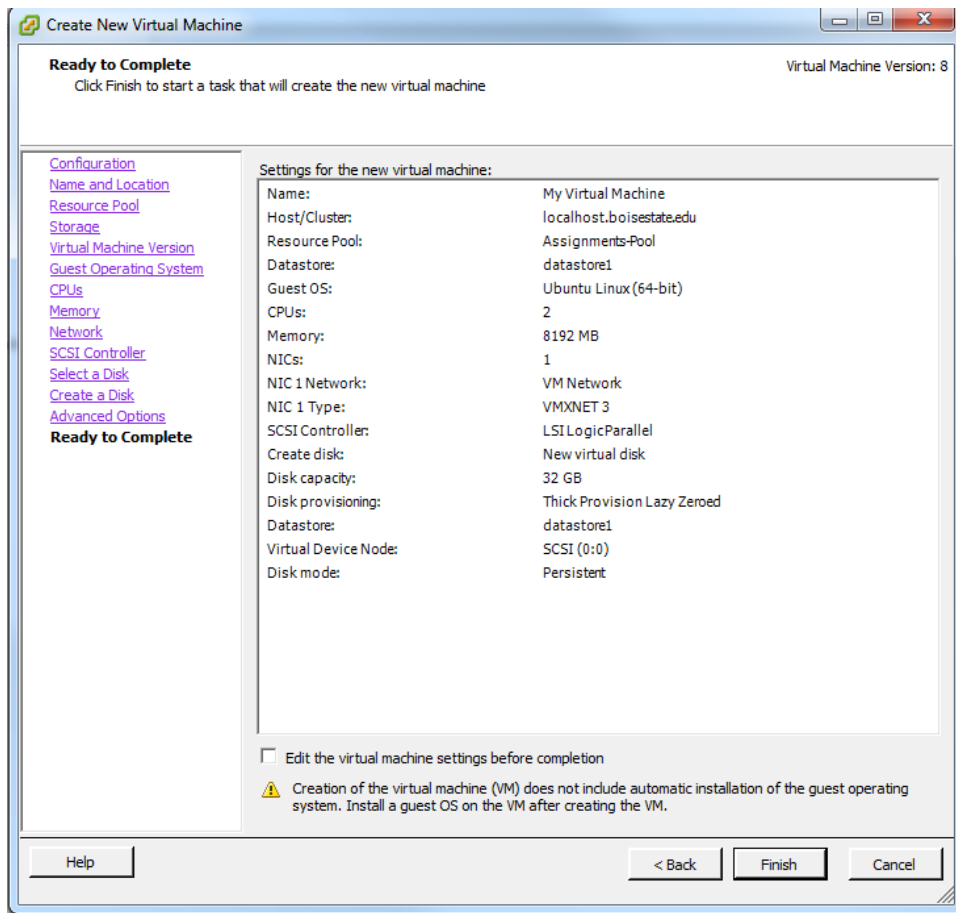 Create New Virtual Machine
Ready to Complete
Click Finish to start a task that will create the new virtual machine
Virtual Machine Version: 8
Configuration
Name and Location
Resource Pool
Storage
Virtual Machine Version
Guest Operating System
CPUs
Memory
Network
SCSI Controller
Select a Disk
Create a Disk
Advanced Options
Ready to Complete
Settings for the new virtual machine:
Name: My Virtual Machine
Host/Cluster: localhost.boisestate.edu
Resource Pool: Assignments-Pool
Datastore: datastore1
Guest OS: Ubuntu Linux (64-bit)
CPUs: 2
Memory: 8192 MB
NICs: 1
NIC 1 Network: VM Network
NIC 1 Type: VMXNET 3
SCSI Controller: LSI Logic Parallel
Create disk: New virtual disk
Disk capacity: 32 GB
Disk provisioning: Thick Provision Lazy Zeroed
Datastore: datastore1
Virtual Device Node: SCSI (0:0)
Disk mode: Persistent
Edit the virtual machine settings before completion
Creation of the virtual machine (VM) does not include automatic installation of the guest operating
system. Install a guest OS on the VM after creating the VM.
Help
< Back
Finish
Cancel